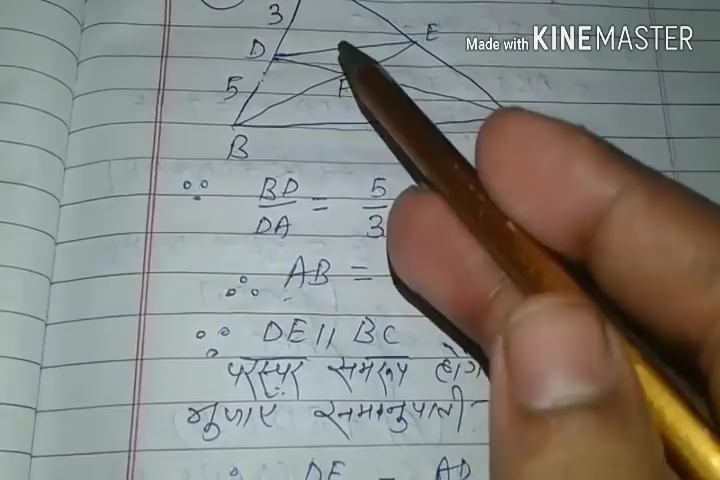 Made with KINEMASTER
3
D E
5 F
B
∵ BD/DA = 5/3
∴ AB =
∵ DE || BC
परस्पर समरूप होंगे
भुजाएं समानुपाती
DE = AD